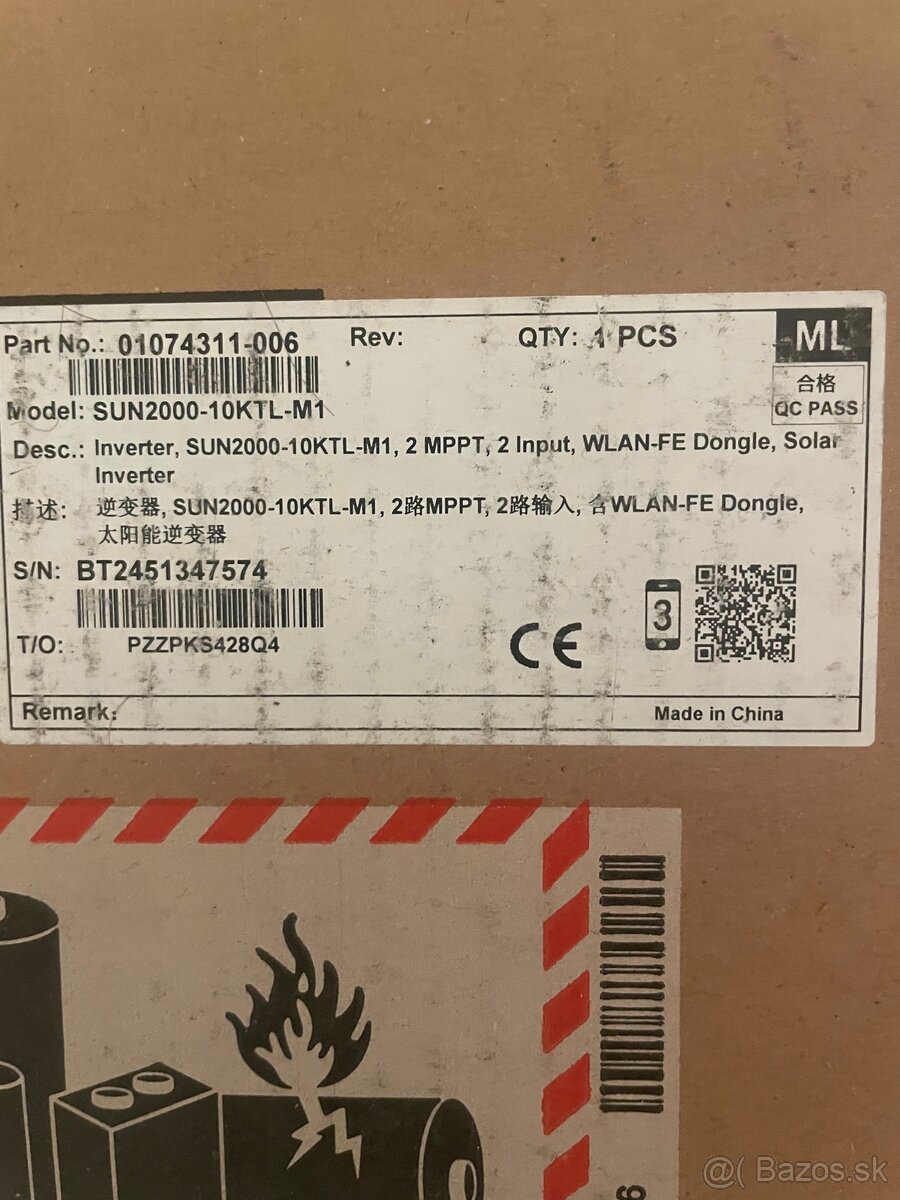 Part No.: 01074311-006
Rev:
QTY: 1 PCS
ML
合格
QC PASS
Model: SUN2000-10KTL-M1
Desc.: Inverter, SUN2000-10KTL-M1, 2 MPPT, 2 Input, WLAN-FE Dongle, Solar
Inverter
描述: 逆变器, SUN2000-10KTL-M1, 2路MPPT, 2路输入, 含WLAN-FE Dongle,
太阳能逆变器
S/N: BT2451347574
T/O: PZZPKS428Q4
CE
3
Remark:
Made in China
@( Bazos.sk